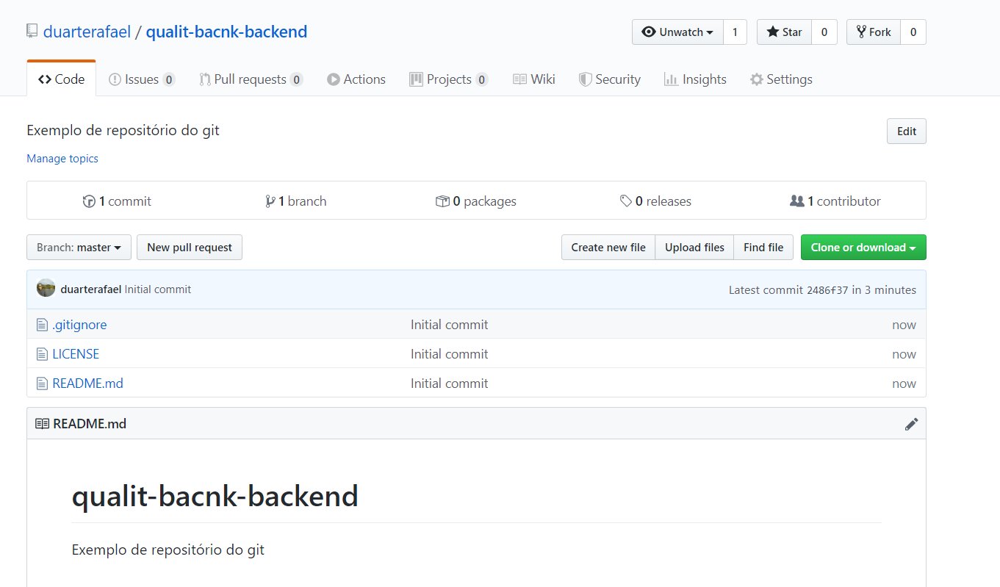 duarterafael / qualit-bacnk-backend
Unwatch 1 Star 0 Fork 0
Code Issues 0 Pull requests 0 Actions Projects 0 Wiki Security Insights Settings
Exemplo de repositório do git
Edit
Manage topics
1 commit 1 branch 0 packages 0 releases 1 contributor
Branch: master New pull request Create new file Upload files Find file Clone or download
duarterafael Initial commit Latest commit 2486f37 in 3 minutes
.gitignore Initial commit now
LICENSE Initial commit now
README.md Initial commit now
README.md
qualit-bacnk-backend
Exemplo de repositório do git